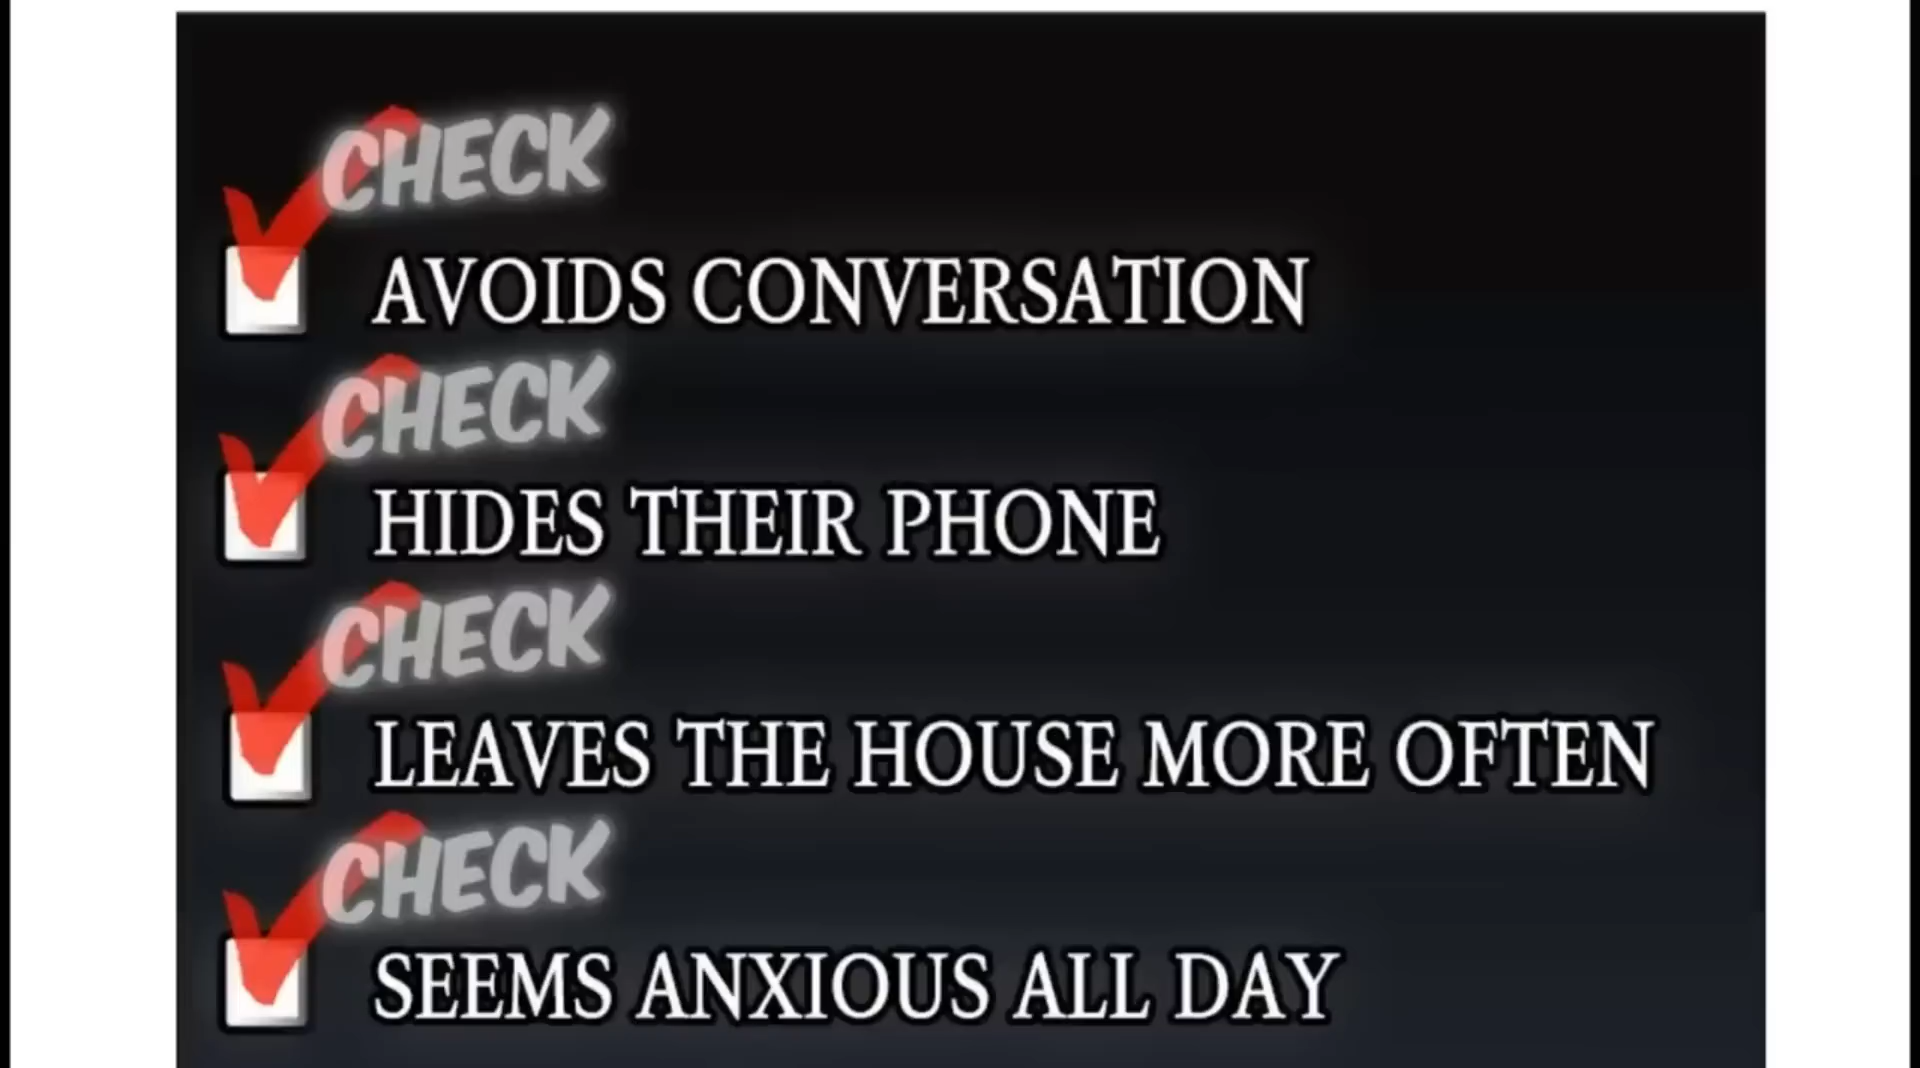 CHECK
AVOIDS CONVERSATION
CHECK
HIDES THEIR PHONE
CHECK
LEAVES THE HOUSE MORE OFTEN
CHECK
SEEMS ANXIOUS ALL DAY